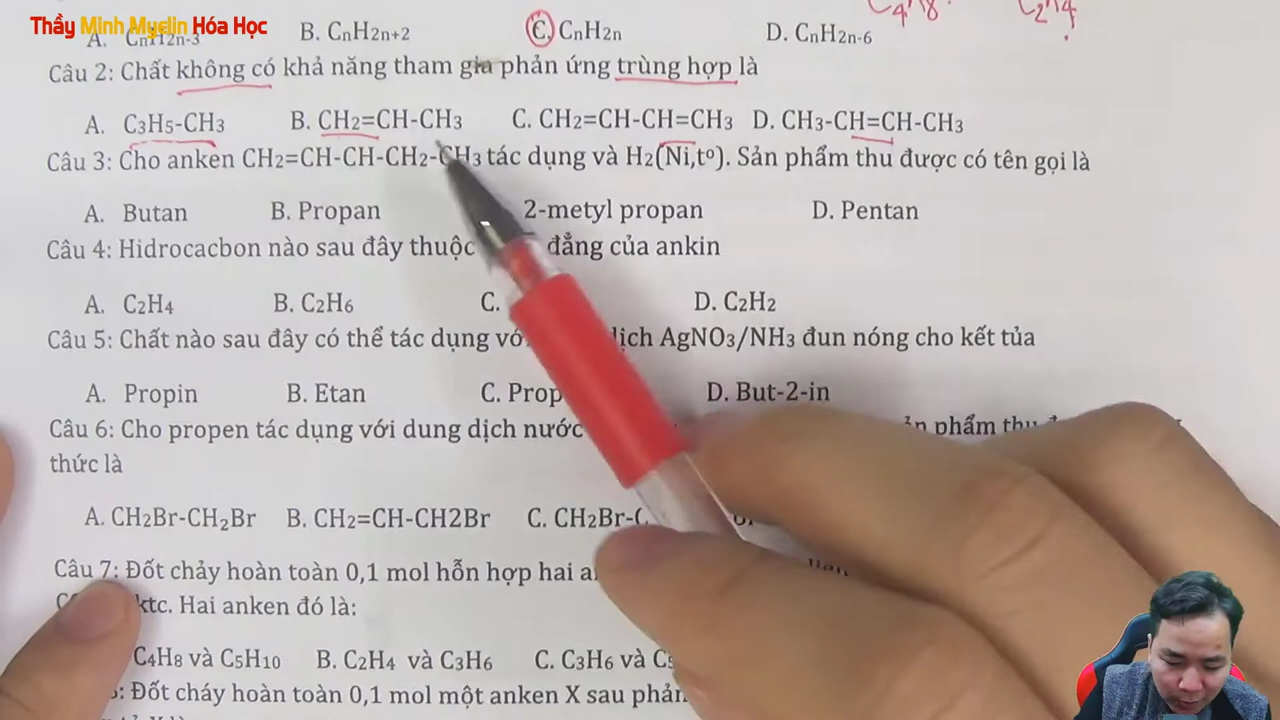 Thầy Minh Myelin Hóa Học
C4H8 C2H4
A. CnH2n-3 B. CnH2n+2 C. CnH2n D. CnH2n-6
Câu 2: Chất không có khả năng tham gia phản ứng trùng hợp là
A. C3H5-CH3 B. CH2=CH-CH3 C. CH2=CH-CH=CH3 D. CH3-CH=CH-CH3
Câu 3: Cho anken CH2=CH-CH-CH2-CH3 tác dụng và H2(Ni,tº). Sản phẩm thu được có tên gọi là
A. Butan B. Propan 2-metyl propan D. Pentan
Câu 4: Hidrocacbon nào sau đây thuộc đẳng của ankin
A. C2H4 B. C2H6 C. D. C2H2
Câu 5: Chất nào sau đây có thể tác dụng AgNO3/NH3 đun nóng cho kết tủa
A. Propin B. Etan C. D. But-2-in
Câu 6: Cho propen tác dụng với dung dịch nước phẩm thu
thức là
A. CH2Br-CH2Br B. CH2=CH-CH2Br C. CH2Br-
Câu 7: Đốt chảy hoàn toàn 0,1 mol hỗn hợp hai
ktc. Hai anken đó là:
C4H8 và C5H10 B. C2H4 và C3H6 C. C3H6 và
: Đốt cháy hoàn toàn 0,1 mol một anken X sau